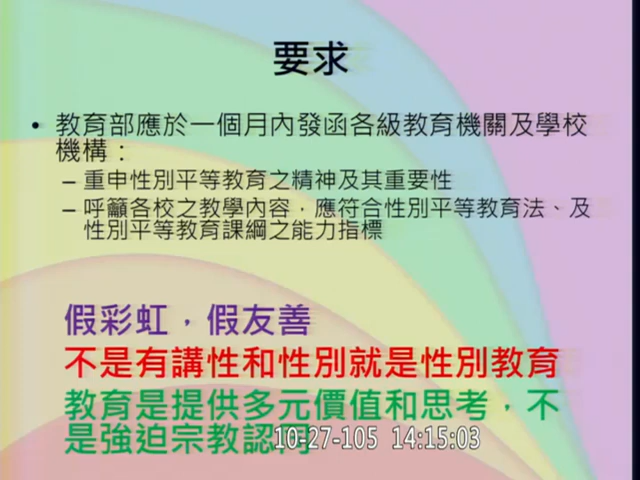 要求
• 教育部應於一個月內發函各級教育機關及學校
機構：
– 重申性別平等教育之精神及其重要性
– 呼籲各校之教學內容，應符合性別平等教育法、及
性別平等教育課綱之能力指標
假彩虹，假友善
不是有講性和性別就是性別教育
教育是提供多元價值和思考，不
是強迫宗教認同
10-27-105 14:15:03